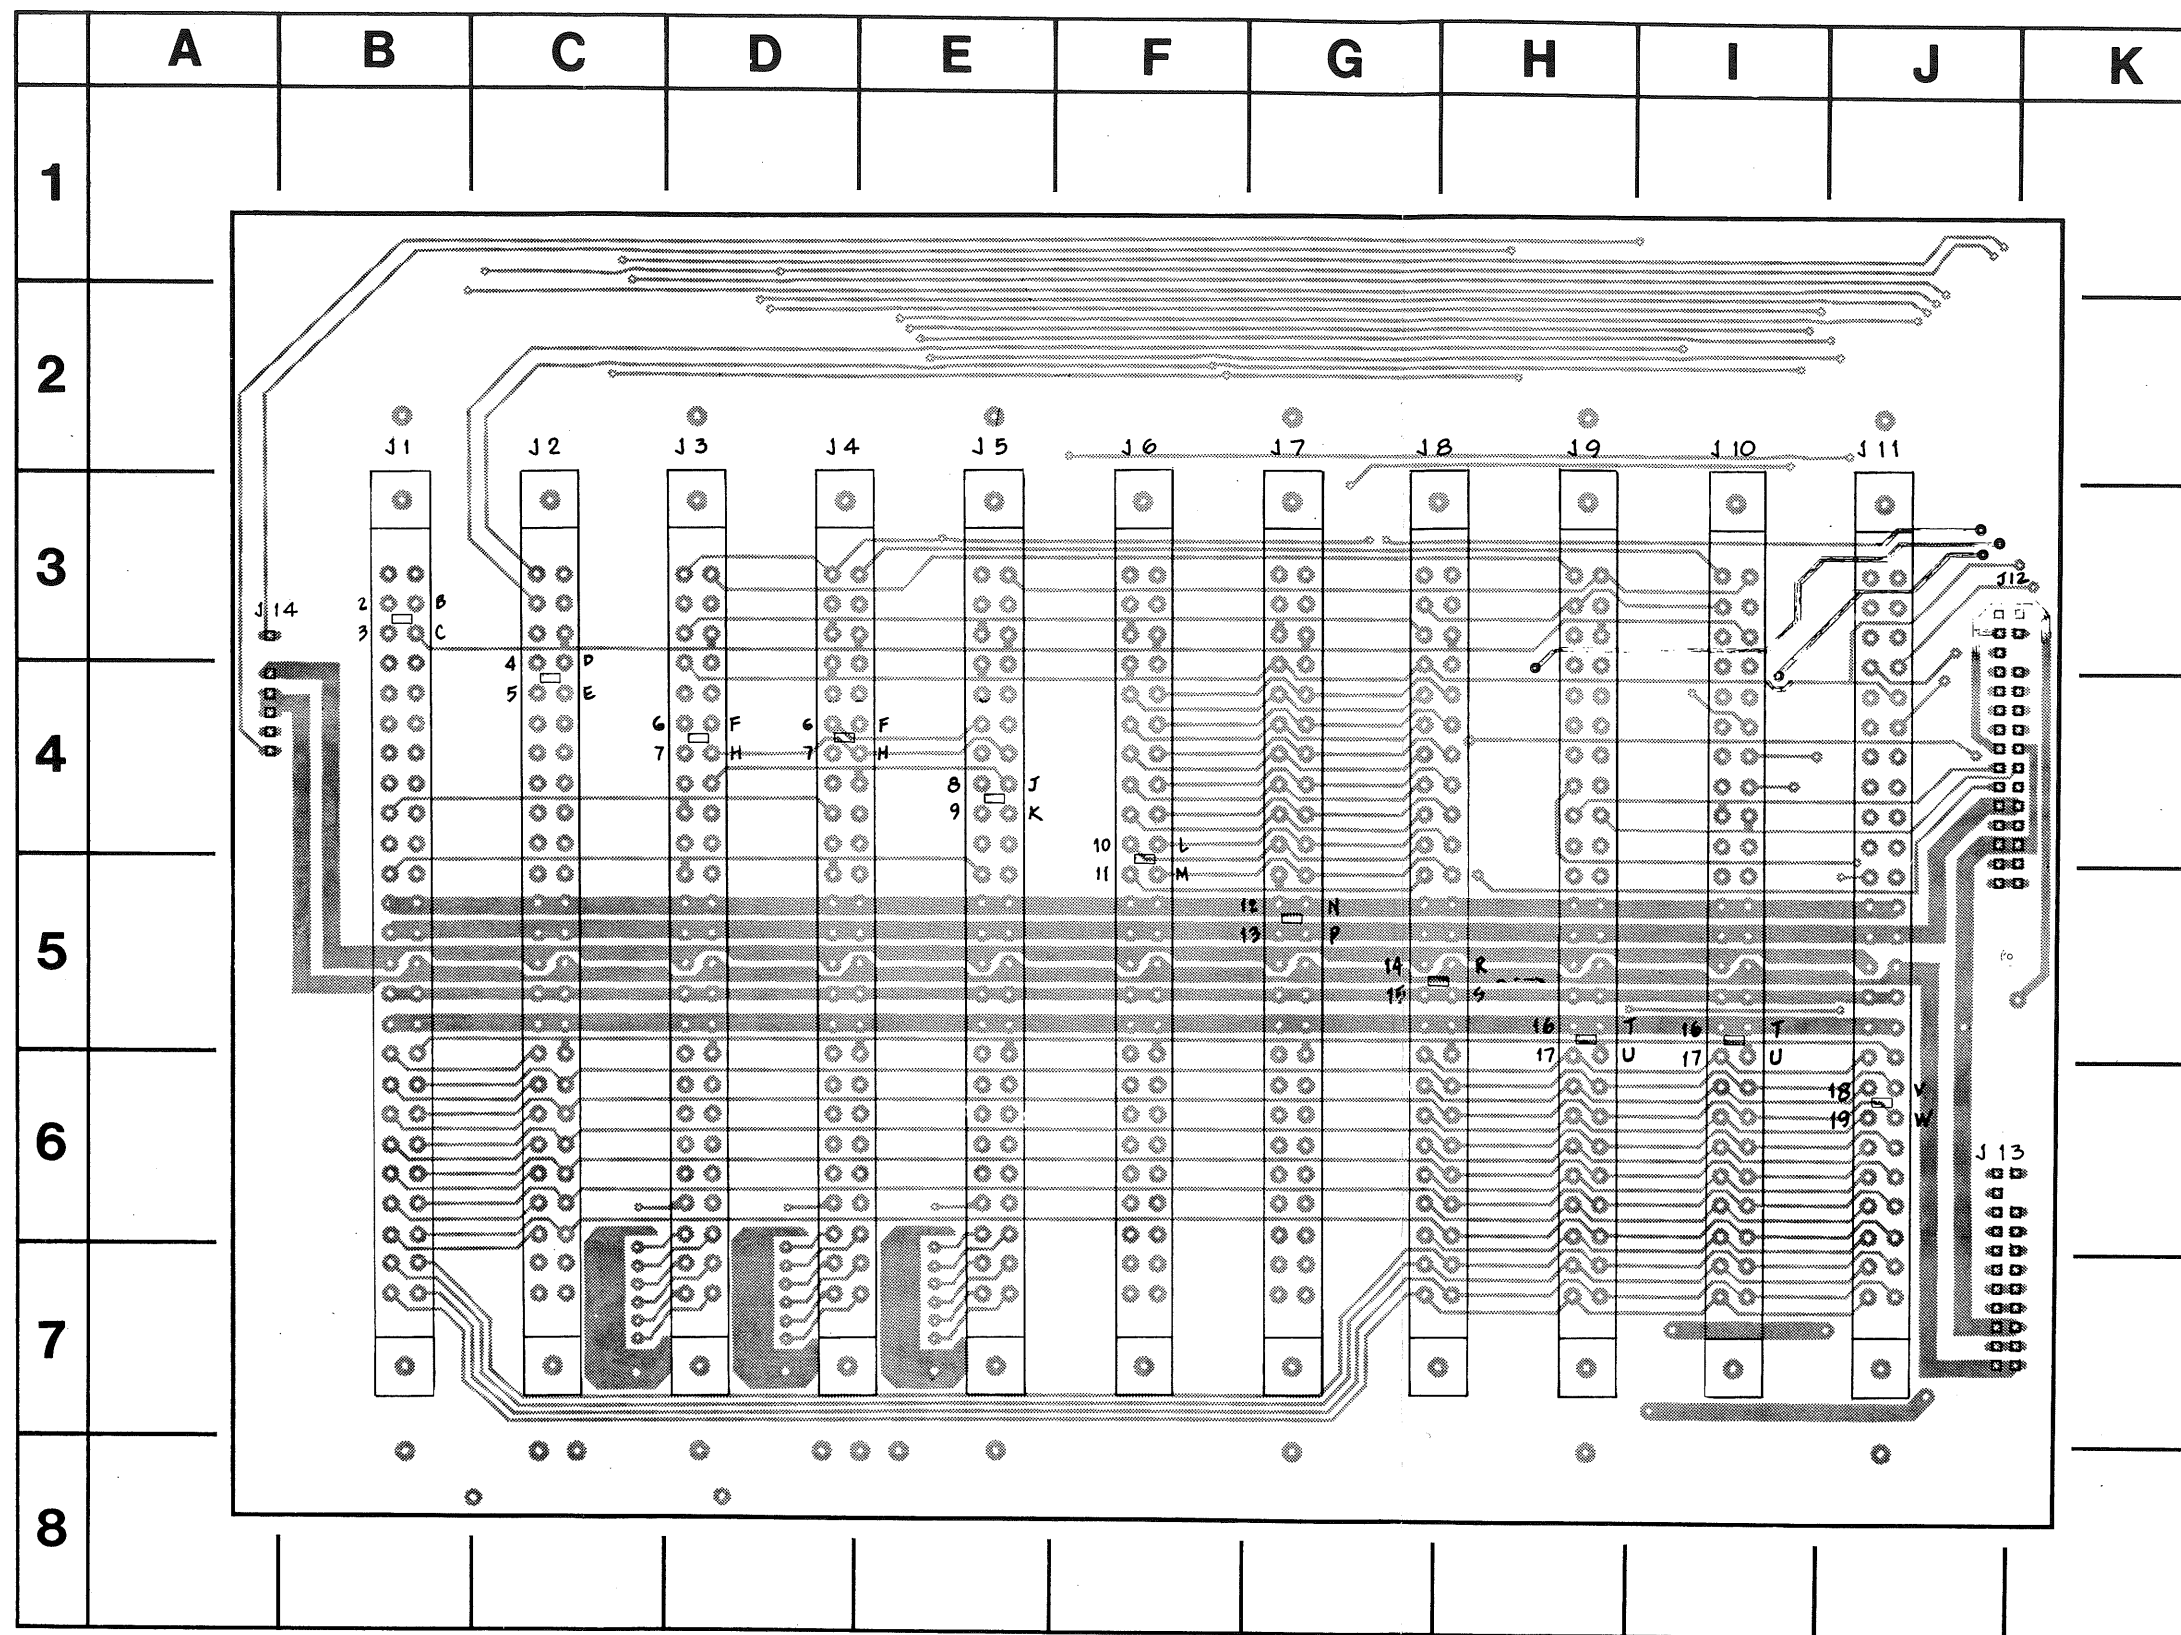 A B C D E F G H I J K
1
2
J1 J2 J3 J4 J5 J6 J7 J8 J9 J10 J11
3
J12
J14
2 B
3 C
4 D
5 E
6 F 6 F
4
7 H 7 H
8 J
9 K
10 L
11 M
12 N
13 P
5
14 R
15 S
16 T 16 T
17 U 17 U
18 V
19 W
6
J13
7
8